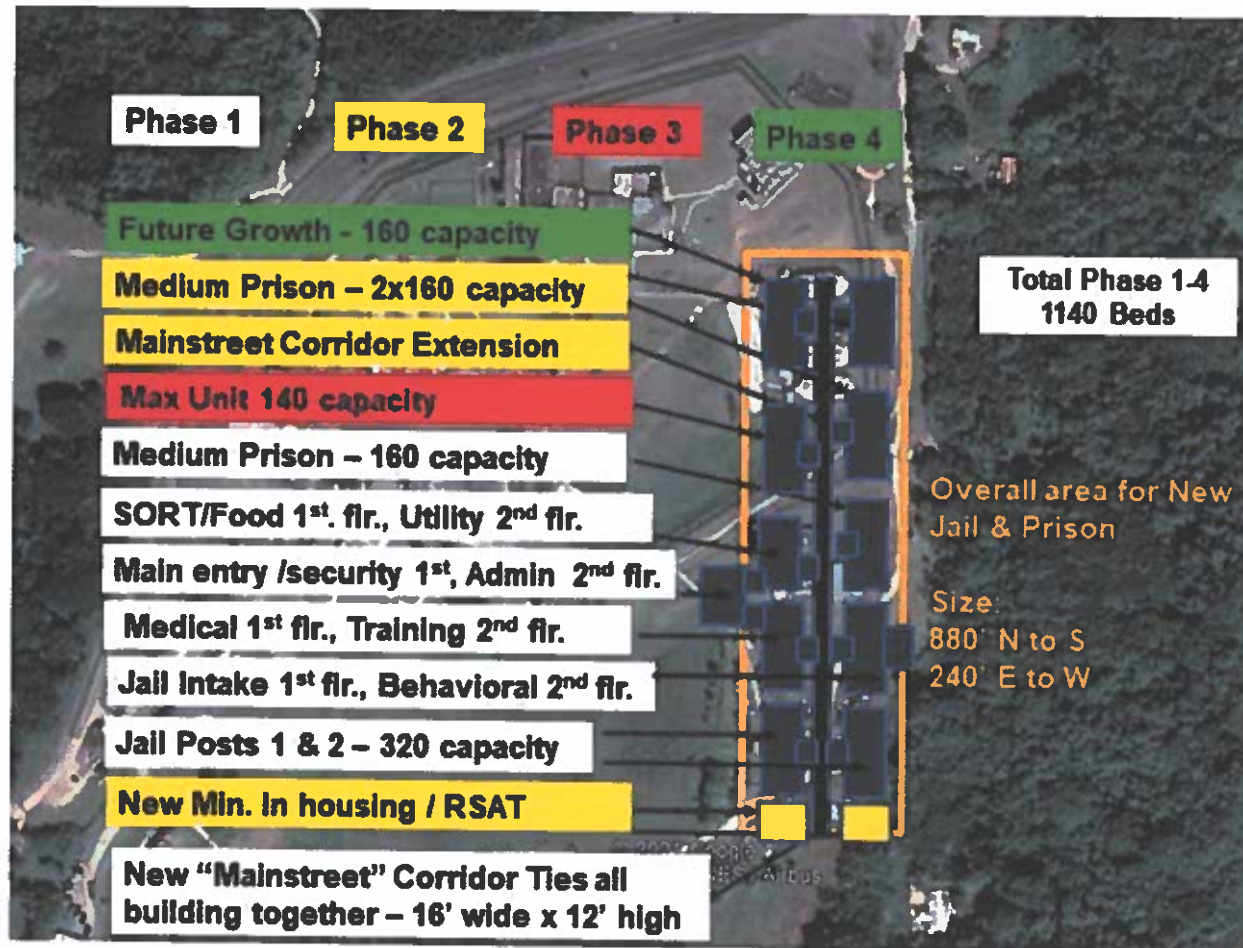 Phase 1
Phase 2
Phase 3
Phase 4
Future Growth - 160 capacity
Medium Prison – 2x160 capacity
Mainstreet Corridor Extension
Max Unit 140 capacity
Medium Prison – 160 capacity
SORT/Food 1st. flr., Utility 2nd flr.
Main entry /security 1st, Admin 2nd flr.
Medical 1st flr., Training 2nd flr.
Jail Intake 1st flr., Behavioral 2nd flr.
Jail Posts 1 & 2 – 320 capacity
New Min. In housing / RSAT
New “Mainstreet” Corridor Ties all
building together – 16’ wide x 12’ high
Total Phase 1-4
1140 Beds
Overall area for New
Jail & Prison
Size:
880' N to S
240' E to W
Airbus